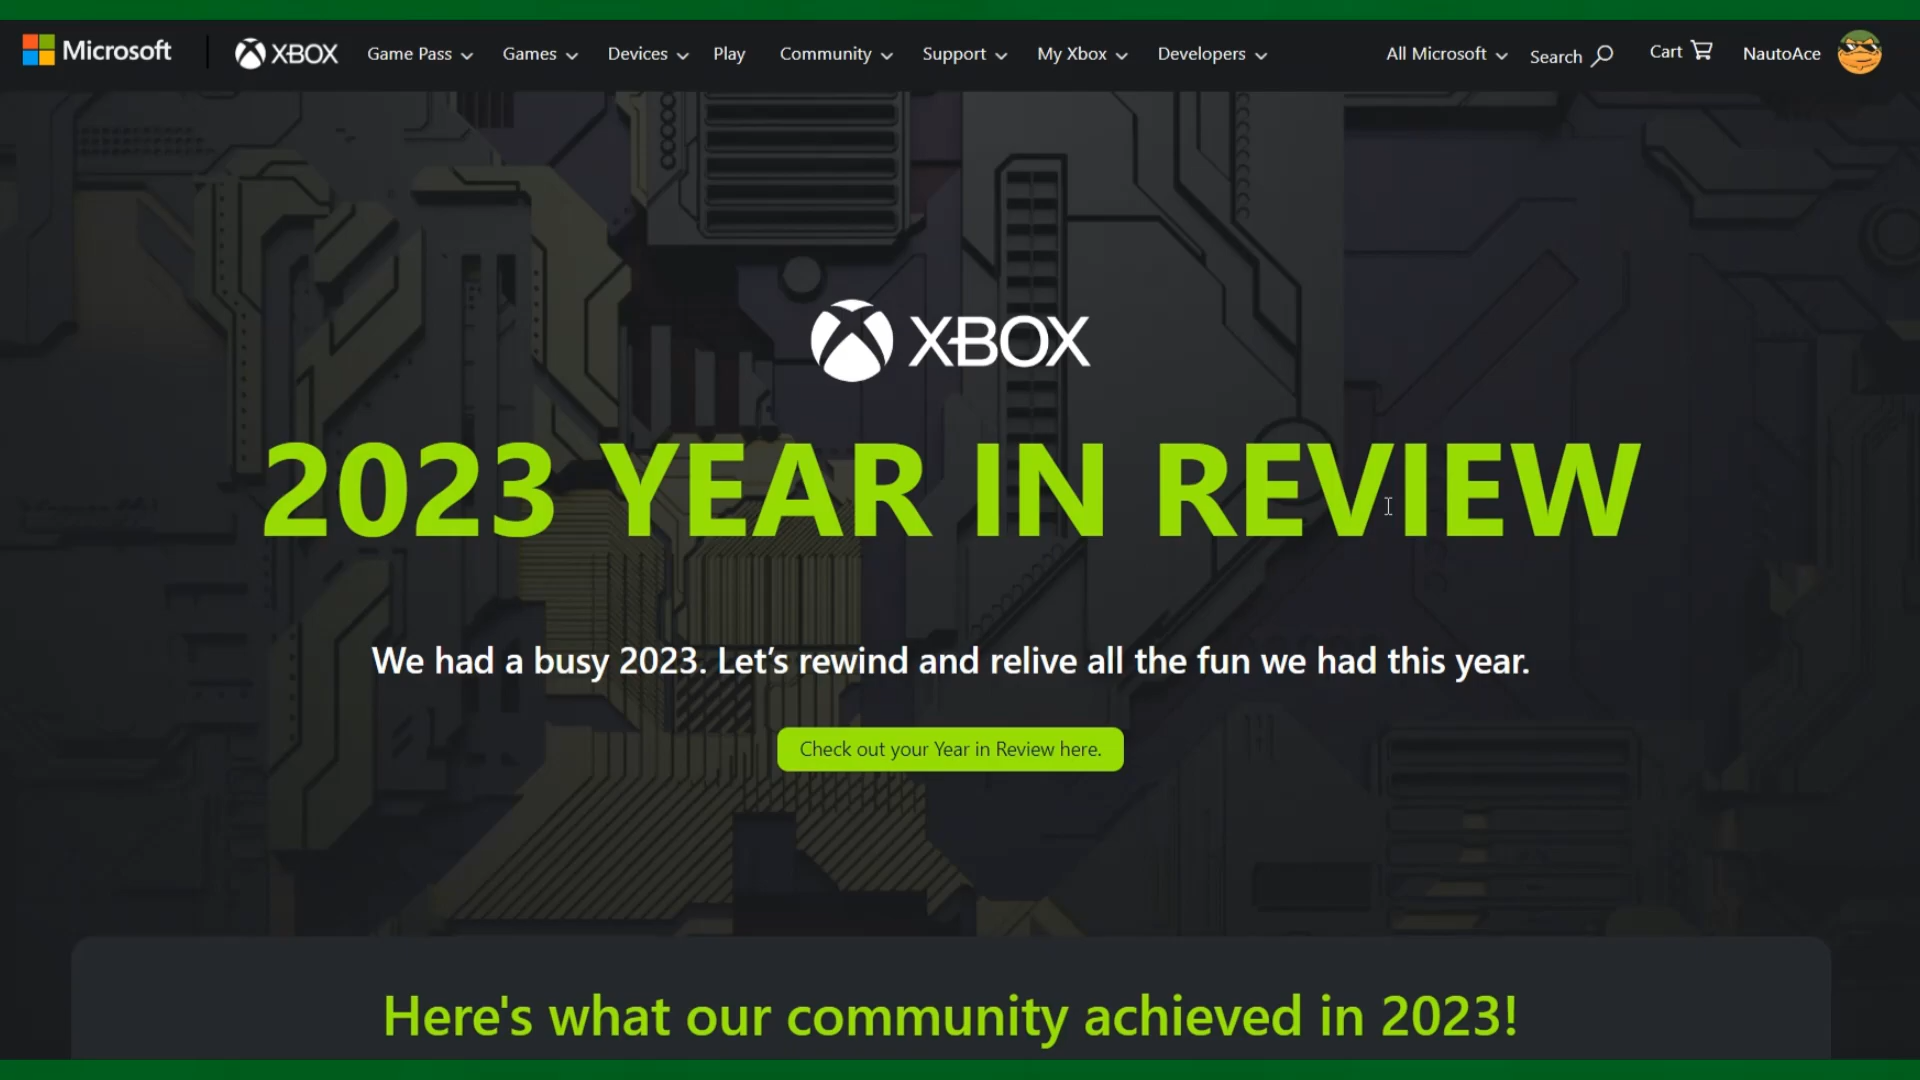 Microsoft XBOX Game Pass Games Devices Play Community Support My Xbox Developers All Microsoft Search Cart NautoAce
XBOX
2023 YEAR IN REVIEW
We had a busy 2023. Let’s rewind and relive all the fun we had this year.
Check out your Year in Review here.
Here's what our community achieved in 2023!